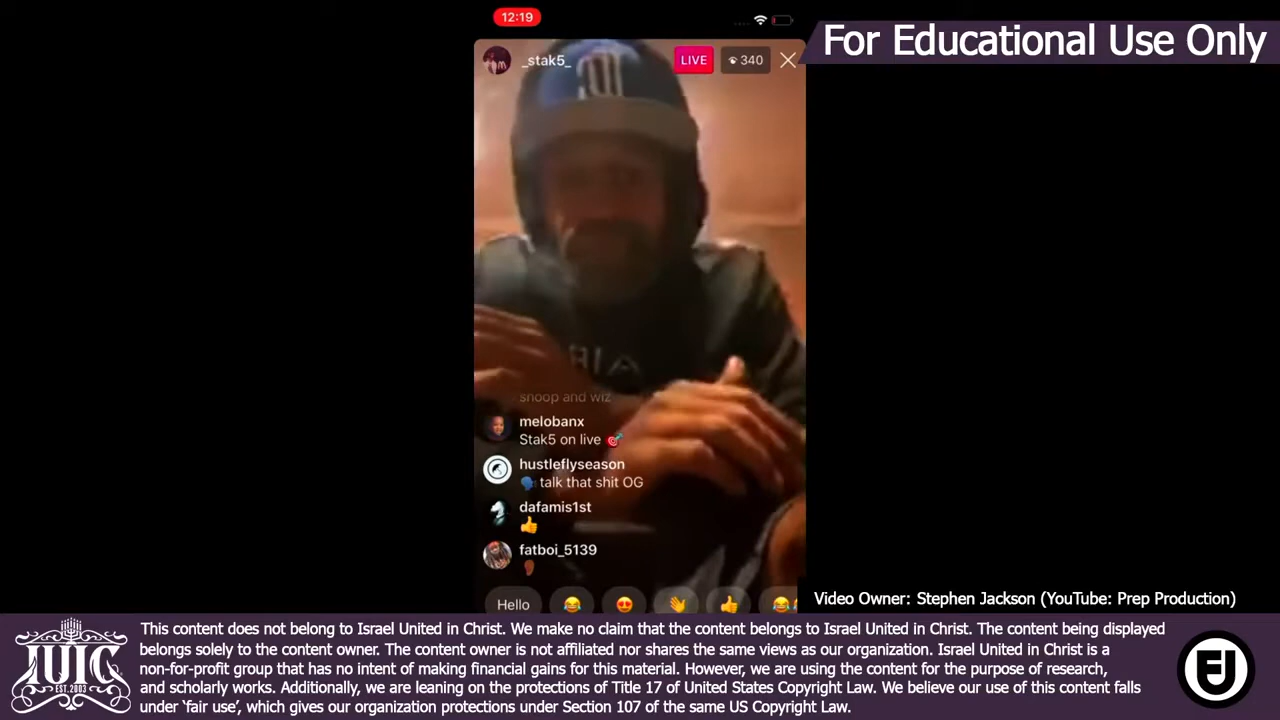 12:19
For Educational Use Only
_stak5_
LIVE
340
snoop and wiz
melobanx
Stak5 on live
hustleflyseason
talk that shit OG
dafamis1st
fatboi_5139
Hello
Video Owner: Stephen Jackson (YouTube: Prep Production)
This content does not belong to Israel United in Christ. We make no claim that the content belongs to Israel United in Christ. The content being displayed
belongs solely to the content owner. The content owner is not affiliated nor shares the same views as our organization. Israel United in Christ is a
non-for-profit group that has no intent of making financial gains for this material. However, we are using the content for the purpose of research,
and scholarly works. Additionally, we are leaning on the protections of Title 17 of United States Copyright Law. We believe our use of this content falls
under ‘fair use’, which gives our organization protections under Section 107 of the same US Copyright Law.
IUIC
EST.2003